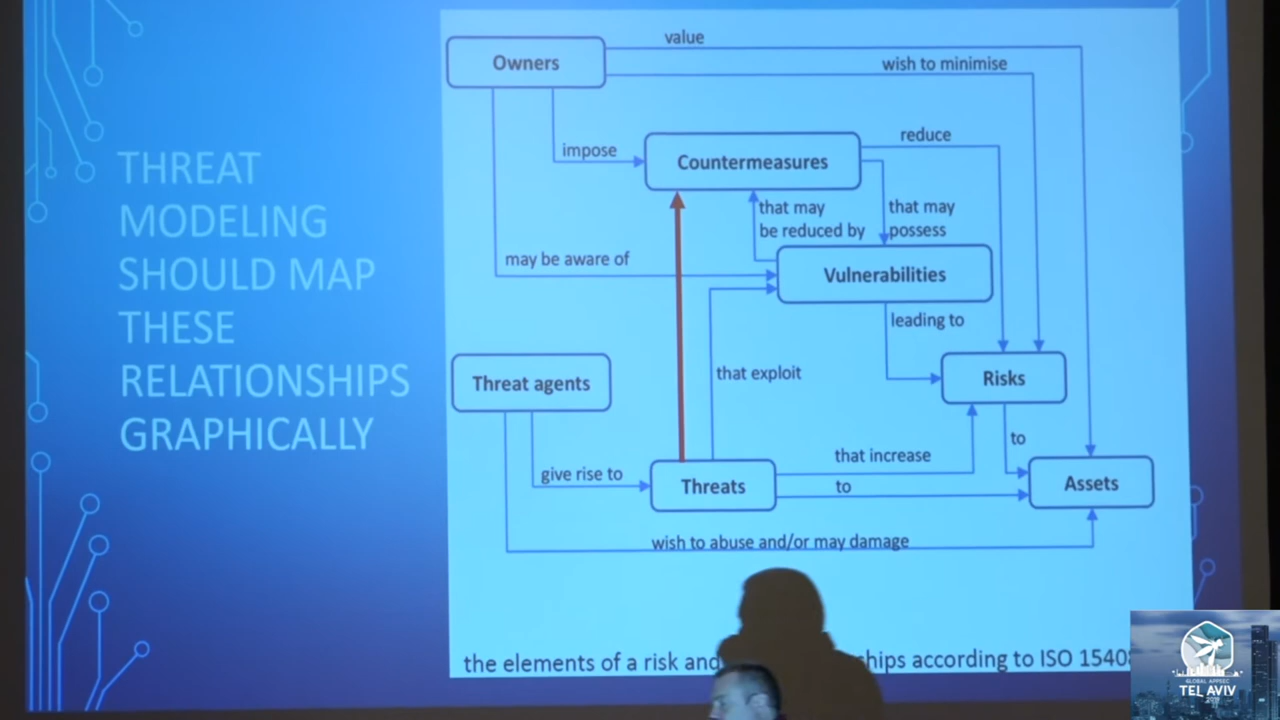 THREAT
MODELING
SHOULD MAP
THESE
RELATIONSHIPS
GRAPHICALLY
Owners
value
wish to minimise
impose
Countermeasures
reduce
that may
be reduced by
that may
possess
may be aware of
Vulnerabilities
leading to
that exploit
Threat agents
Risks
give rise to
Threats
that increase
to
to
Assets
wish to abuse and/or may damage
the elements of a risk and
hips according to ISO 1540
GLOBAL APPSEC
TEL AVIV